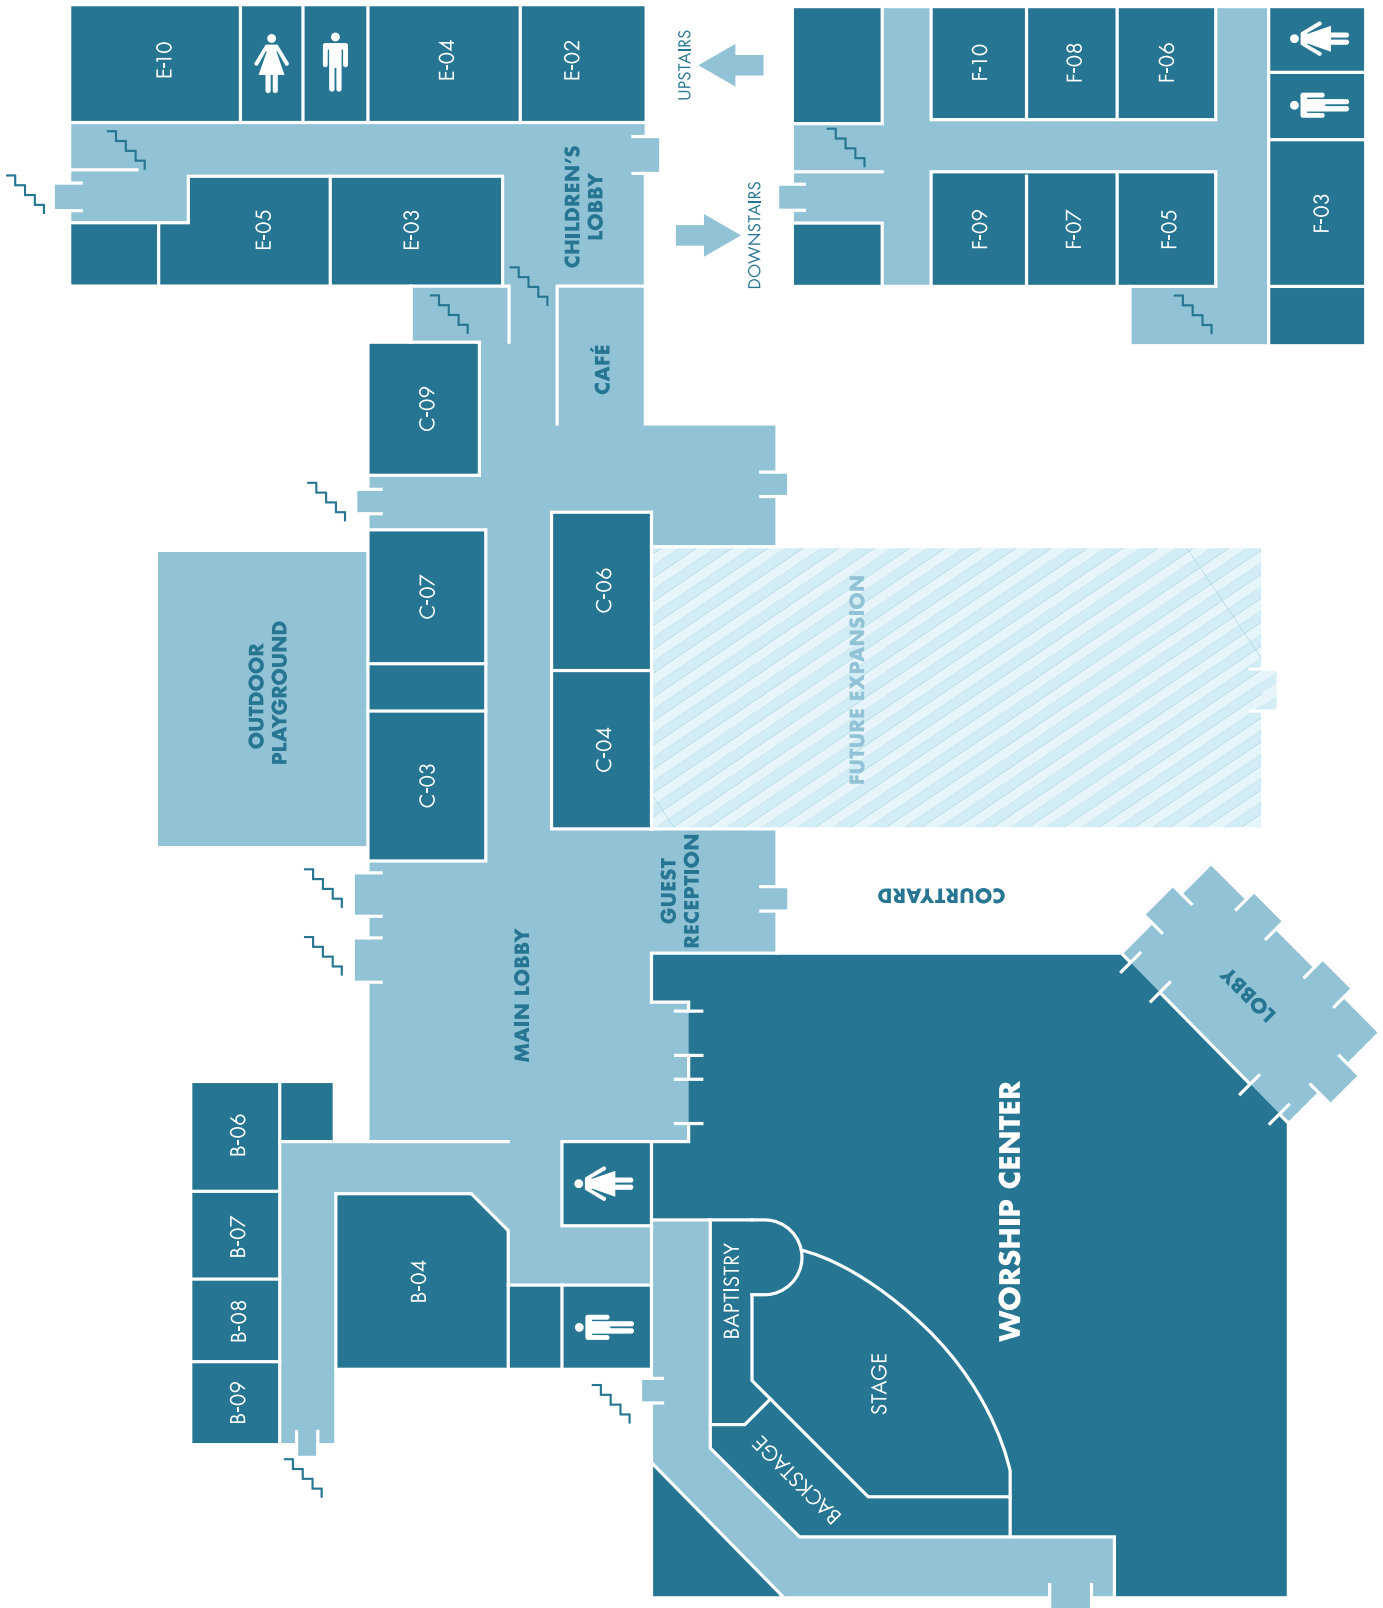 E-10
E-04
E-02
UPSTAIRS
F-10
F-08
F-06
E-05
E-03
CHILDREN'S
LOBBY
DOWNSTAIRS
F-09
F-07
F-05
F-03
CAFÉ
C-09
C-07
C-06
OUTDOOR
PLAYGROUND
FUTURE EXPANSION
C-03
C-04
GUEST
RECEPTION
COURTYARD
MAIN LOBBY
LOBBY
B-06
B-07
B-08
B-09
B-04
BAPTISTRY
STAGE
BACKSTAGE
WORSHIP CENTER